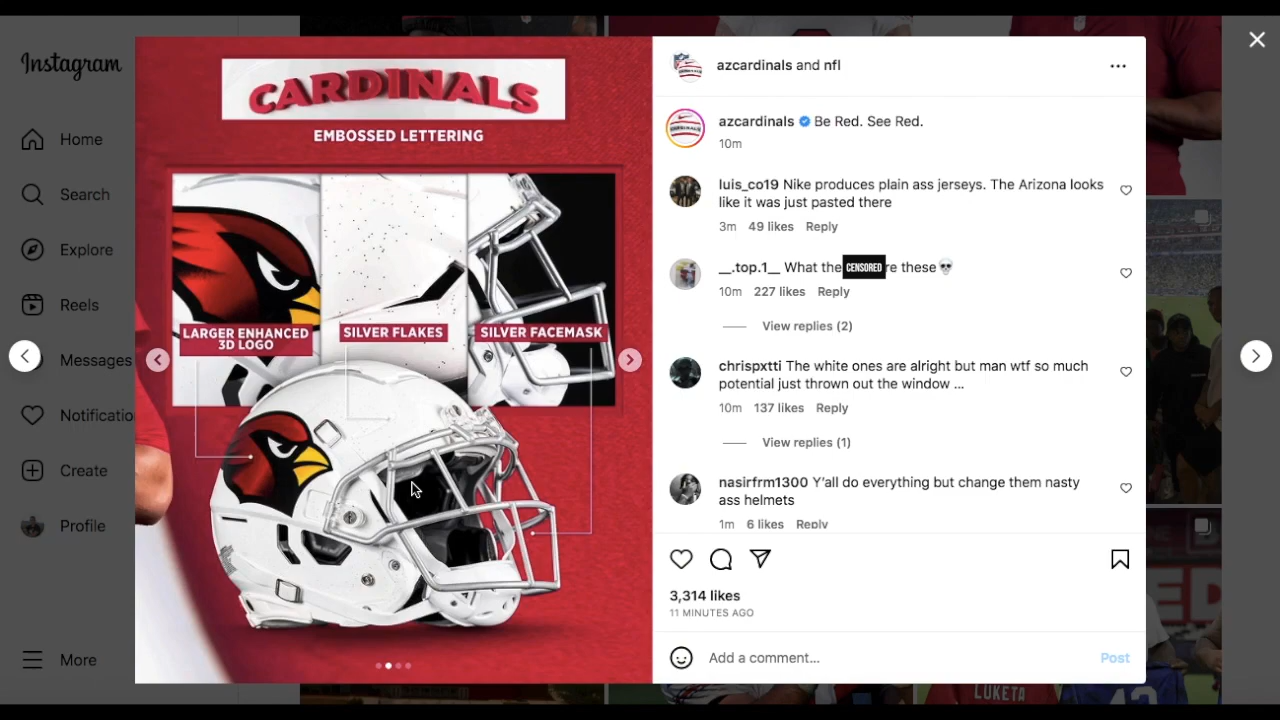 Instagram
Home
Search
Explore
Reels
Messages
Notificatio
Create
Profile
More
CARDINALS
EMBOSSED LETTERING
LARGER ENHANCED
3D LOGO
SILVER FLAKES
SILVER FACEMASK
azcardinals and nfl
azcardinals Be Red. See Red.
10m
luis_co19 Nike produces plain ass jerseys. The Arizona looks
like it was just pasted there
3m 49 likes Reply
__.top.1__ What the CENSORED re these💀
10m 227 likes Reply
View replies (2)
chrispxtti The white ones are alright but man wtf so much
potential just thrown out the window ...
10m 137 likes Reply
View replies (1)
nasirfrm1300 Y'all do everything but change them nasty
ass helmets
1m 6 likes Reply
3,314 likes
11 MINUTES AGO
Add a comment... Post
LUKETA